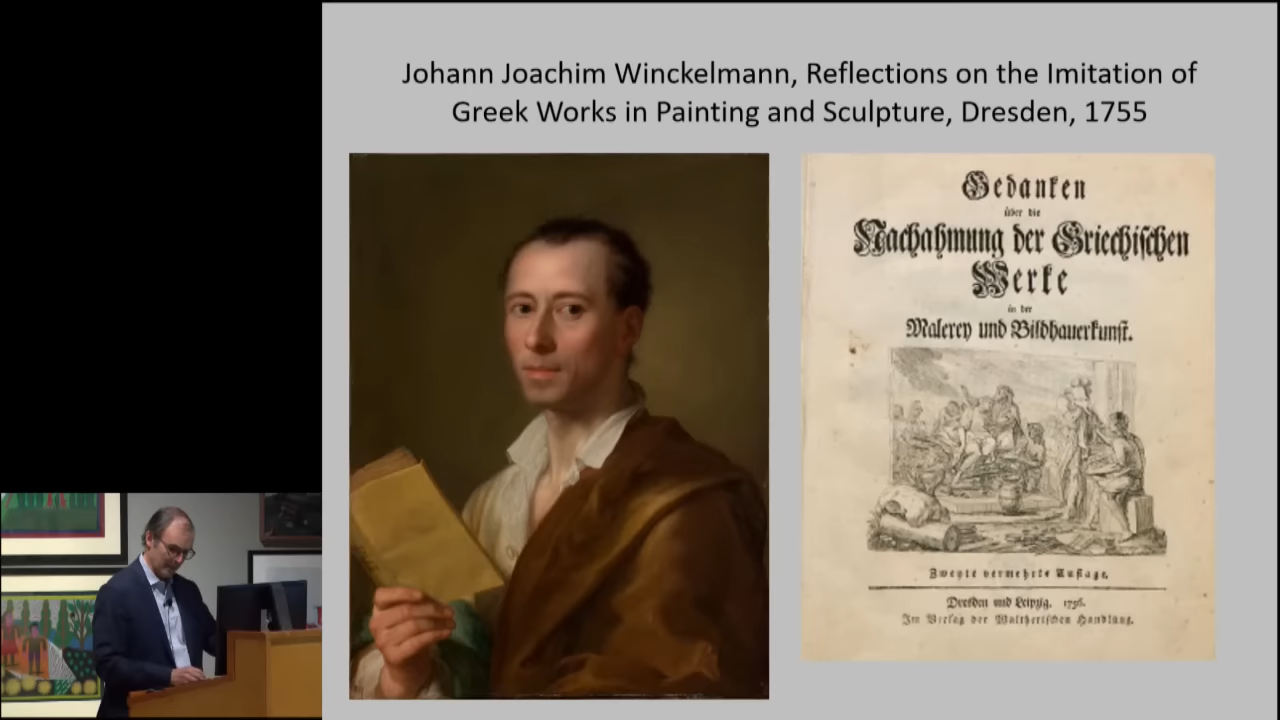 Johann Joachim Winckelmann, Reflections on the Imitation of
Greek Works in Painting and Sculpture, Dresden, 1755
Gedanken
über die
Nachahmung der Griechischen
Werke
in der
Malerey und Bildhauerkunst.
Zweyte vermehrte Auflage.
Dresden und Leipzig. 1756.
Im Verlag der Waltherischen Handlung.